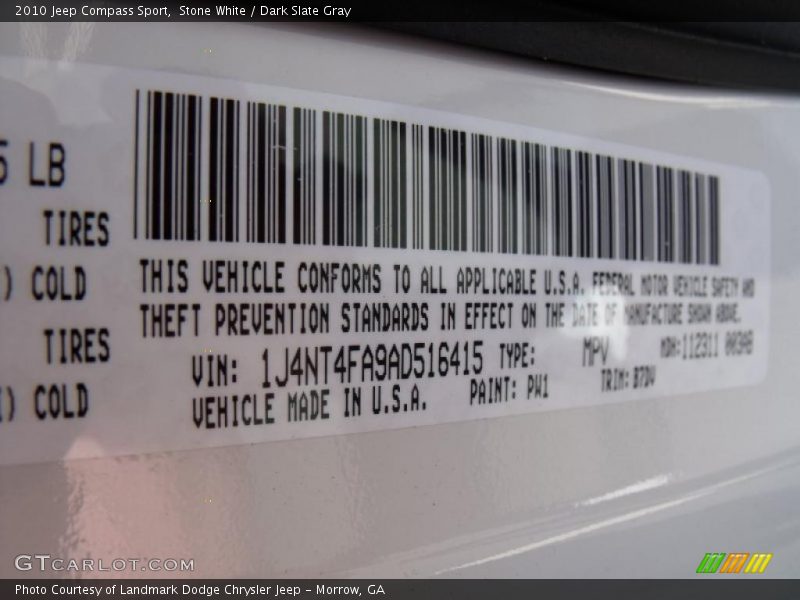 2010 Jeep Compass Sport,  Stone White / Dark Slate Gray
5 LB
TIRES
) COLD
TIRES
) COLD
THIS VEHICLE CONFORMS TO ALL APPLICABLE U.S.A. FEDERAL MOTOR VEHICLE SAFETY AND
THEFT PREVENTION STANDARDS IN EFFECT ON THE DATE OF MANUFACTURE SHOWN ABOVE.
VIN: 1J4NT4FA9AD516415 TYPE: MPV MDH:112311
VEHICLE MADE IN U.S.A. PAINT: PW1 TRIM:
GTCARLOT.COM
Photo Courtesy of Landmark Dodge Chrysler Jeep – Morrow, GA